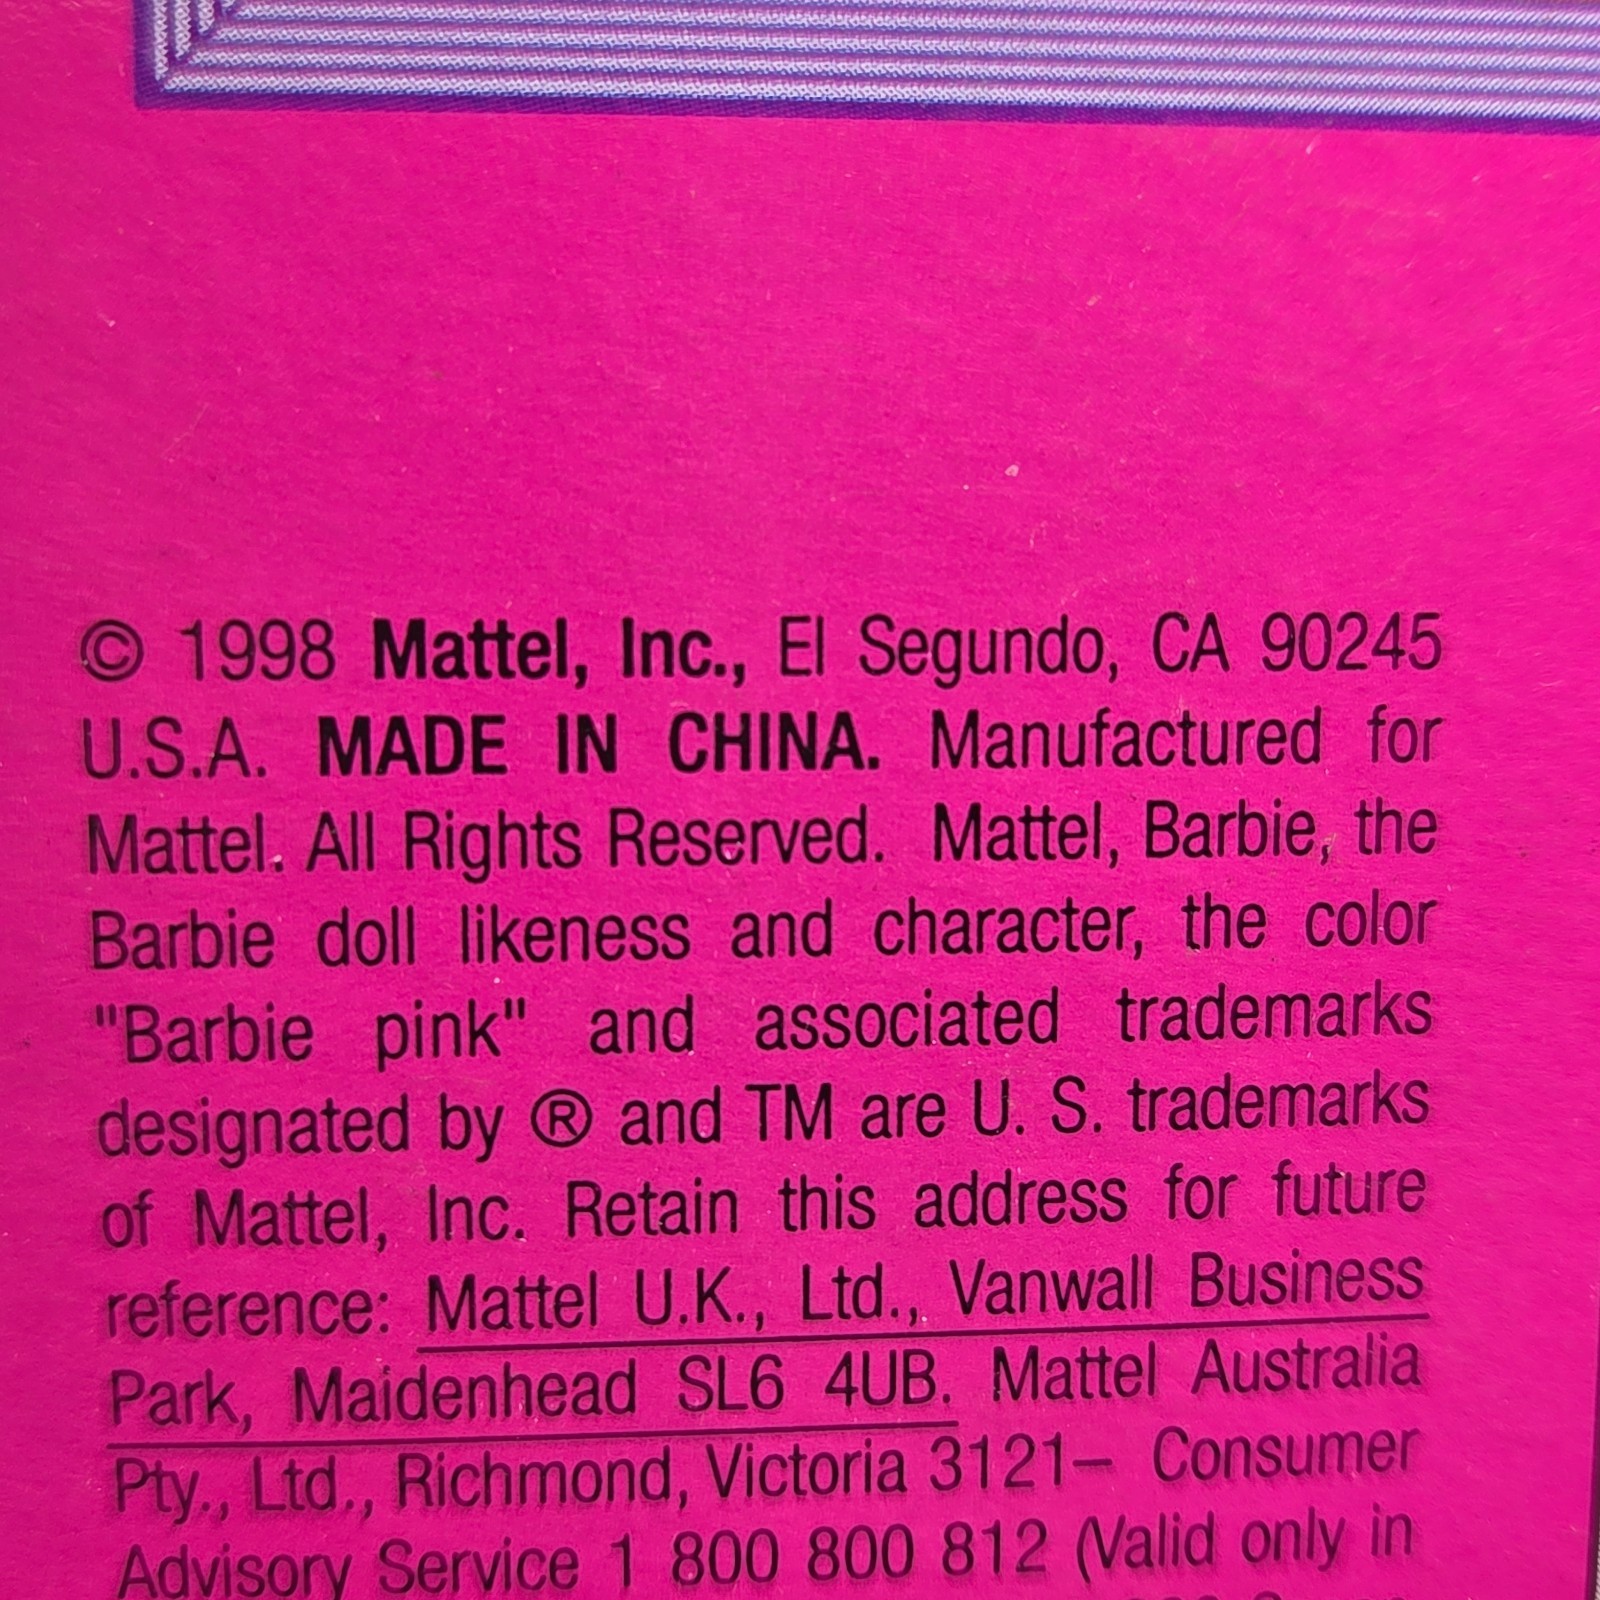 © 1998 Mattel, Inc., El Segundo, CA 90245
U.S.A. MADE IN CHINA. Manufactured for
Mattel. All Rights Reserved. Mattel, Barbie, the
Barbie doll likeness and character, the color
"Barbie pink" and associated trademarks
designated by ® and TM are U. S. trademarks
of Mattel, Inc. Retain this address for future
reference: Mattel U.K., Ltd., Vanwall Business
Park, Maidenhead SL6 4UB. Mattel Australia
Pty., Ltd., Richmond, Victoria 3121– Consumer
Advisory Service 1 800 800 812 (Valid only in